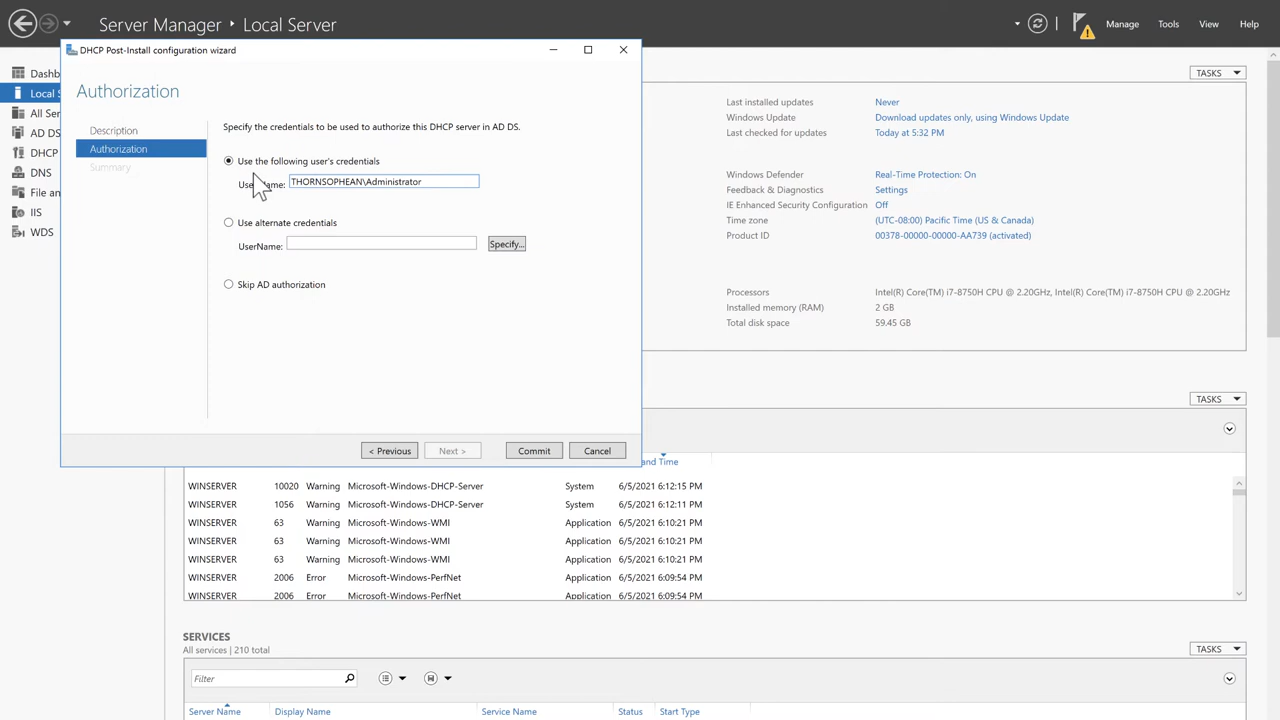 Server Manager ‣ Local Server
Manage Tools View Help
DHCP Post-Install configuration wizard
Authorization
Description
Authorization
Summary
Specify the credentials to be used to authorize this DHCP server in AD DS.
Use the following user's credentials
THORNSOPHEAN\Administrator
Use alternate credentials
UserName:
Specify...
Skip AD authorization
< Previous
Next >
Commit
Cancel
Dashb
Local S
All Ser
AD DS
DHCP
DNS
File an
IIS
WDS
TASKS
Last installed updates Never
Windows Update Download updates only, using Windows Update
Last checked for updates Today at 5:32 PM
Windows Defender Real-Time Protection: On
Feedback & Diagnostics Settings
IE Enhanced Security Configuration Off
Time zone (UTC-08:00) Pacific Time (US & Canada)
Product ID 00378-00000-00000-AA739 (activated)
Processors Intel(R) Core(TM) i7-8750H CPU @ 2.20GHz, Intel(R) Core(TM) i7-8750H CPU @ 2.20GHz
Installed memory (RAM) 2 GB
Total disk space 59.45 GB
TASKS
and Time
WINSERVER 10020 Warning Microsoft-Windows-DHCP-Server System 6/5/2021 6:12:15 PM
WINSERVER 1056 Warning Microsoft-Windows-DHCP-Server System 6/5/2021 6:12:11 PM
WINSERVER 63 Warning Microsoft-Windows-WMI Application 6/5/2021 6:10:21 PM
WINSERVER 63 Warning Microsoft-Windows-WMI Application 6/5/2021 6:10:21 PM
WINSERVER 63 Warning Microsoft-Windows-WMI Application 6/5/2021 6:10:21 PM
WINSERVER 2006 Error Microsoft-Windows-PerfNet Application 6/5/2021 6:09:54 PM
WINSERVER 2006 Error Microsoft-Windows-PerfNet Application 6/5/2021 6:09:54 PM
SERVICES
All services | 210 total
TASKS
Filter
Server Name Display Name Service Name Status Start Type